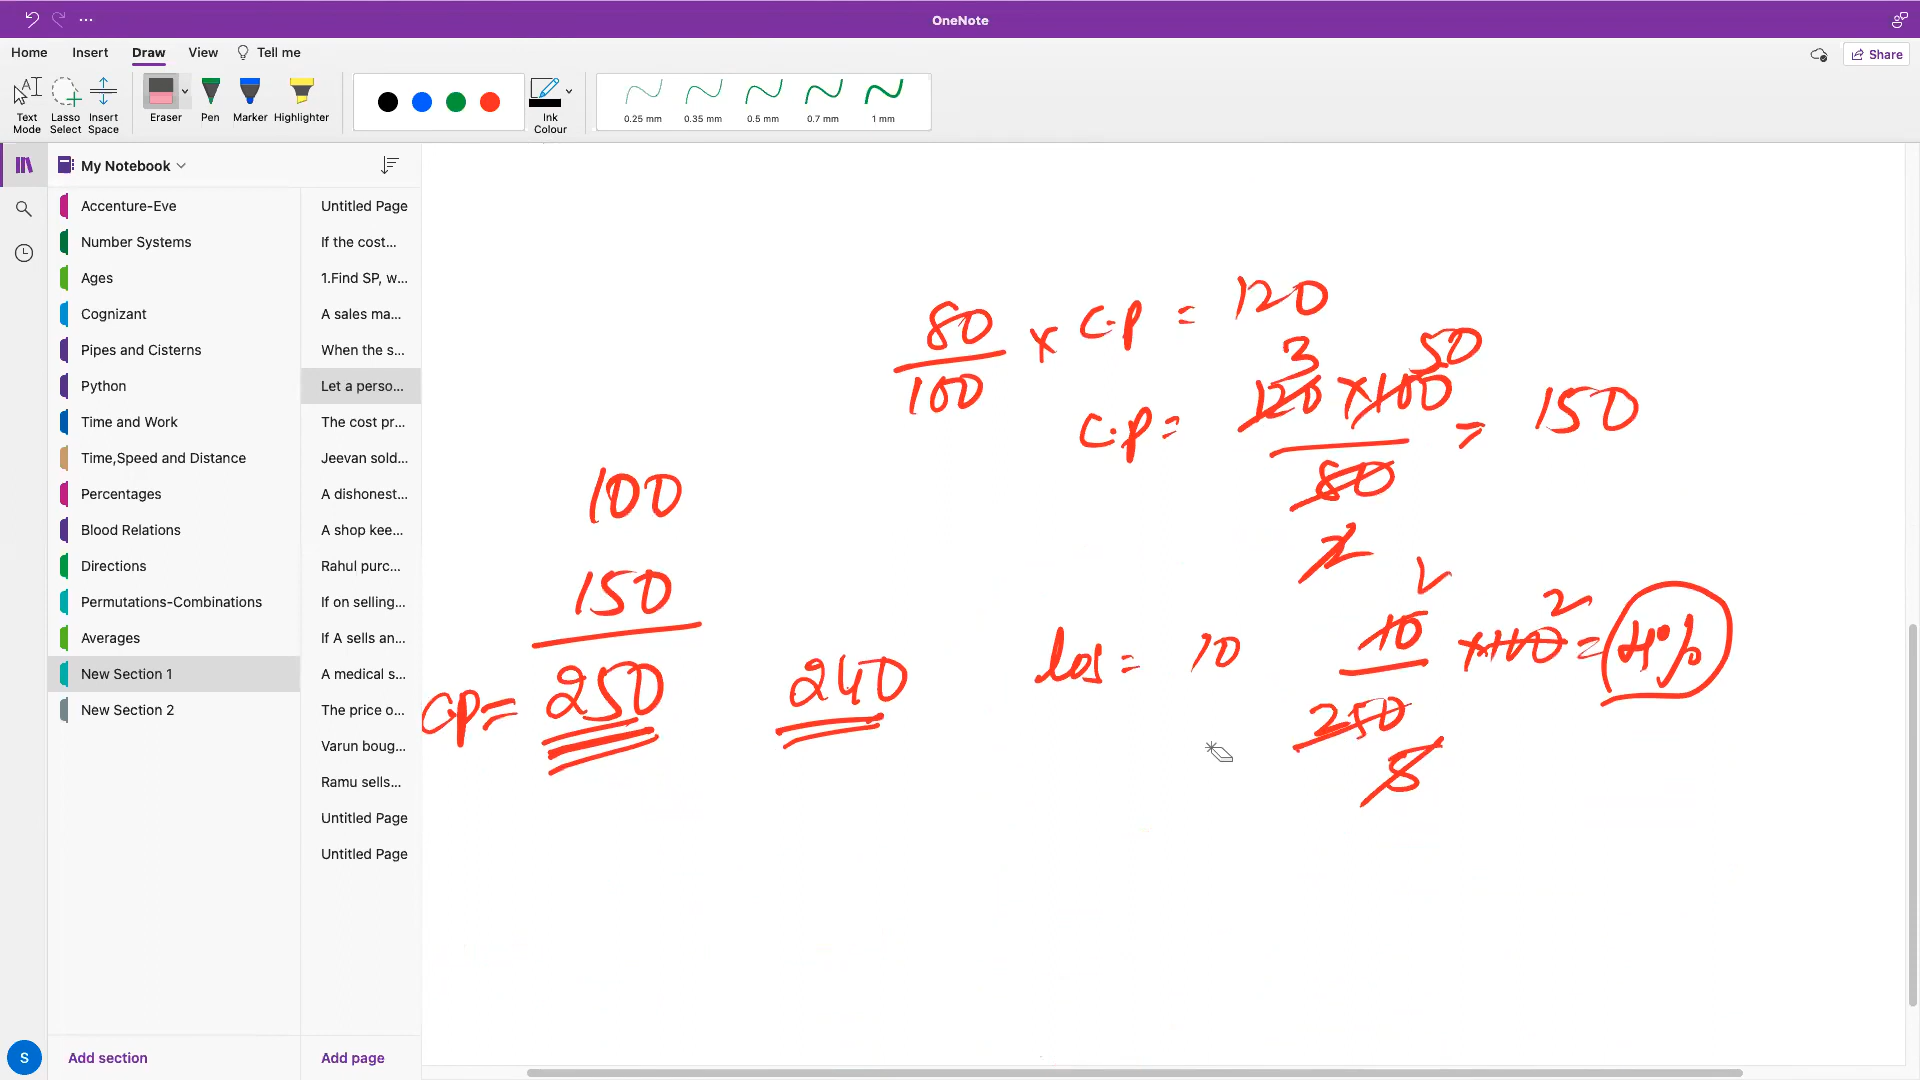 OneNote
Home Insert Draw View Tell me
Share
Text Mode
Lasso Select
Insert Space
Eraser
Pen
Marker
Highlighter
Ink Colour
0.25 mm
0.35 mm
0.5 mm
0.7 mm
1 mm
My Notebook
Accenture-Eve
Number Systems
Ages
Cognizant
Pipes and Cisterns
Python
Time and Work
Time,Speed and Distance
Percentages
Blood Relations
Directions
Permutations-Combinations
Averages
New Section 1
New Section 2
Add section
Untitled Page
If the cost...
1.Find SP, w...
A sales ma...
When the s...
Let a perso...
The cost pr...
Jeevan sold...
A dishonest...
A shop kee...
Rahul purc...
If on selling...
If A sells an...
A medical s...
The price o...
Varun boug...
Ramu sells...
Untitled Page
Untitled Page
Add page
S
80 x C.P = 120
100
3 50
C.P = 120 x 100 = 150
80
2
100
150
CP = 250
240
los = 10
10 x 100 = 4%
2
250
5